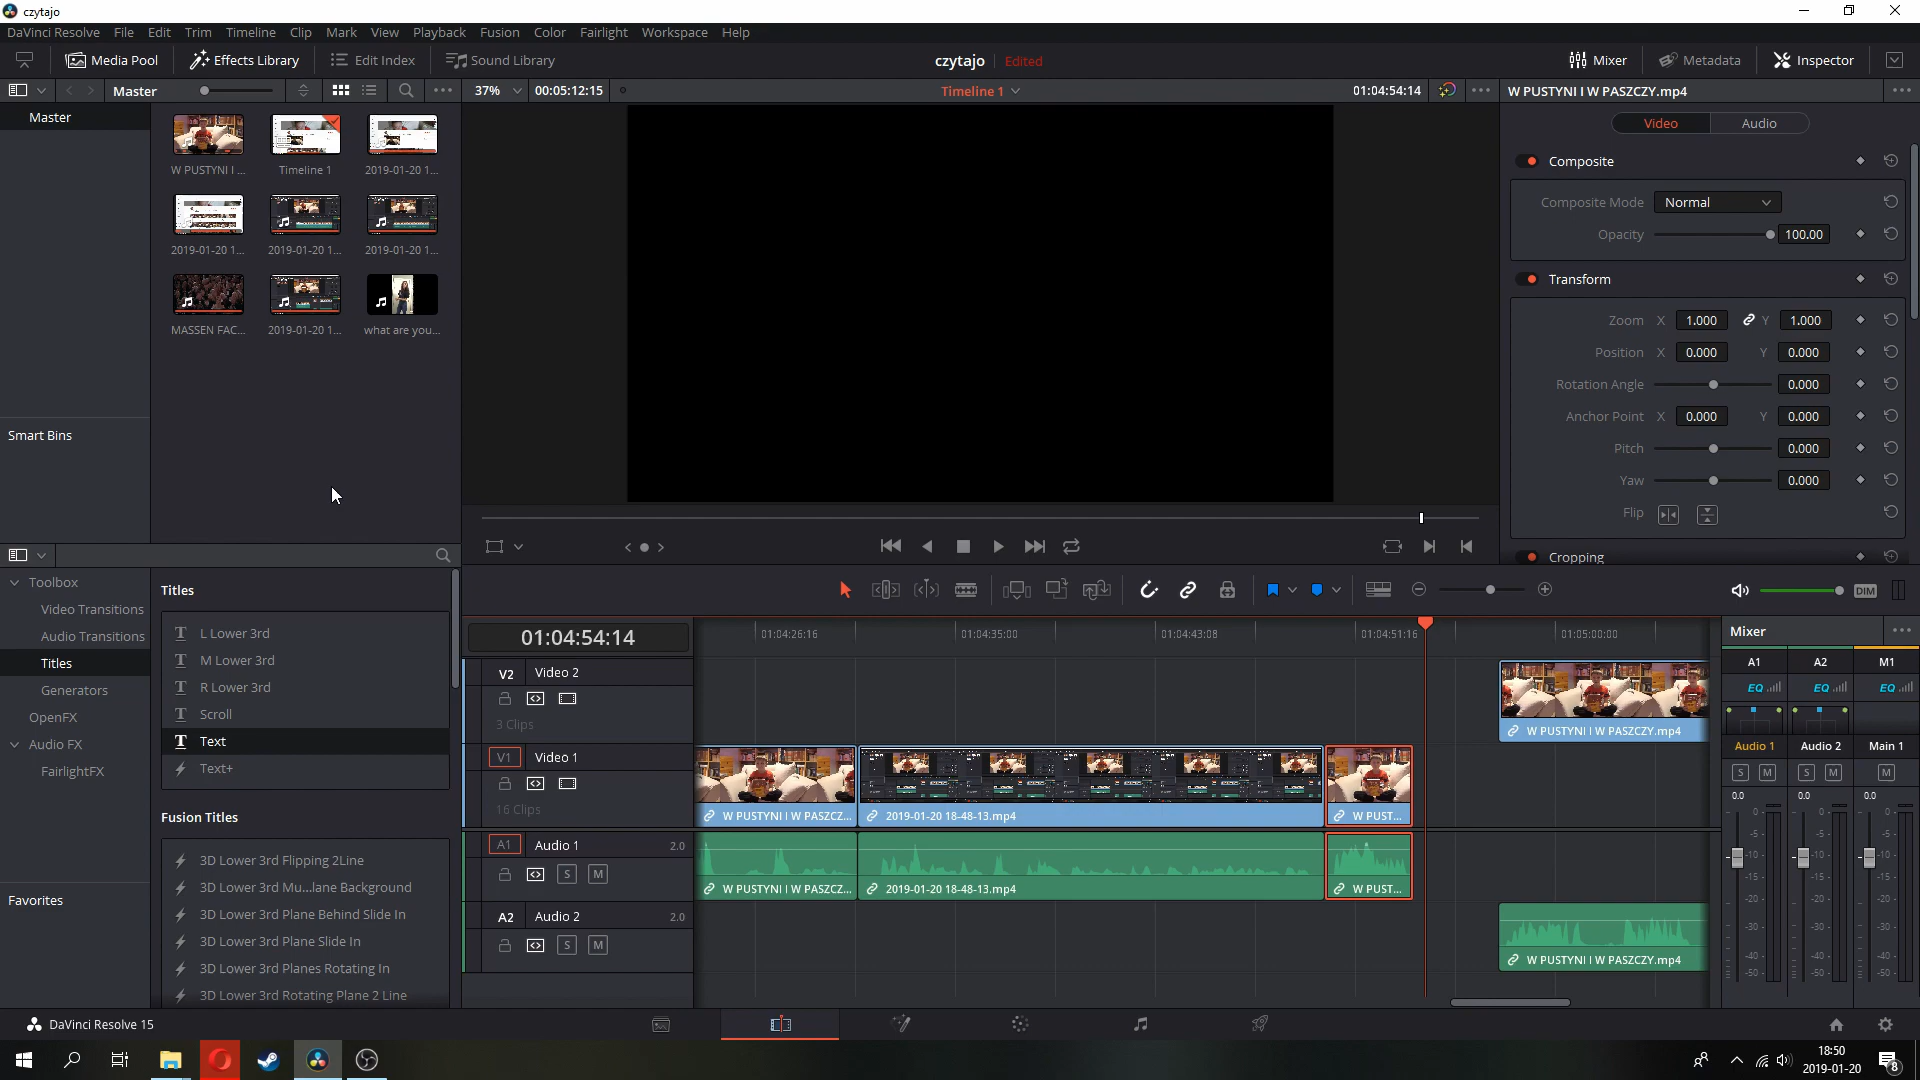 czytajo
DaVinci Resolve File Edit Trim Timeline Clip Mark View Playback Fusion Color Fairlight Workspace Help
Media Pool Effects Library Edit Index Sound Library czytajo Edited Mixer Metadata Inspector
Master 37% 00:05:12:15 Timeline 1 01:04:54:14 W PUSTYNI I W PASZCZY.mp4
Master
Video Audio
W PUSTYNI I ... Timeline 1 2019-01-20 1...
2019-01-20 1... 2019-01-20 1... 2019-01-20 1...
MASSEN FAC... 2019-01-20 1... what are you...
Smart Bins
Composite
Composite Mode Normal
Opacity 100.00
Transform
Zoom X 1.000 Y 1.000
Position X 0.000 Y 0.000
Rotation Angle 0.000
Anchor Point X 0.000 Y 0.000
Pitch 0.000
Yaw 0.000
Flip
Cropping
Toolbox
Video Transitions
Audio Transitions
Titles
Generators
OpenFX
Audio FX
FairlightFX
Favorites
Titles
L Lower 3rd
M Lower 3rd
R Lower 3rd
Scroll
Text
Text+
Fusion Titles
3D Lower 3rd Flipping 2Line
3D Lower 3rd Mu...lane Background
3D Lower 3rd Plane Behind Slide In
3D Lower 3rd Plane Slide In
3D Lower 3rd Planes Rotating In
3D Lower 3rd Rotating Plane 2 Line
DIM
01:04:54:14 01:04:26:16 01:04:35:00 01:04:43:08 01:04:51:16 01:05:00:00
V2 Video 2
3 Clips
W PUSTYNI I W PASZCZY.mp4
V1 Video 1
16 Clips
W PUSTYNI I W PASZCZ... 2019-01-20 18-48-13.mp4 W PUST...
A1 Audio 1 2.0
S M
W PUSTYNI I W PASZCZ... 2019-01-20 18-48-13.mp4 W PUST...
A2 Audio 2 2.0
S M
W PUSTYNI I W PASZCZY.mp4
Mixer
A1 A2 M1
EQ EQ EQ
Audio 1 Audio 2 Main 1
S M S M M
0.0 0.0 0.0
-5 -5 -5
-10 -10 -10
-15 -15 -15
-20 -20 -20
-30 -30 -30
-40 -40 -40
-50 -50 -50
DaVinci Resolve 15
18:50
2019-01-20
8